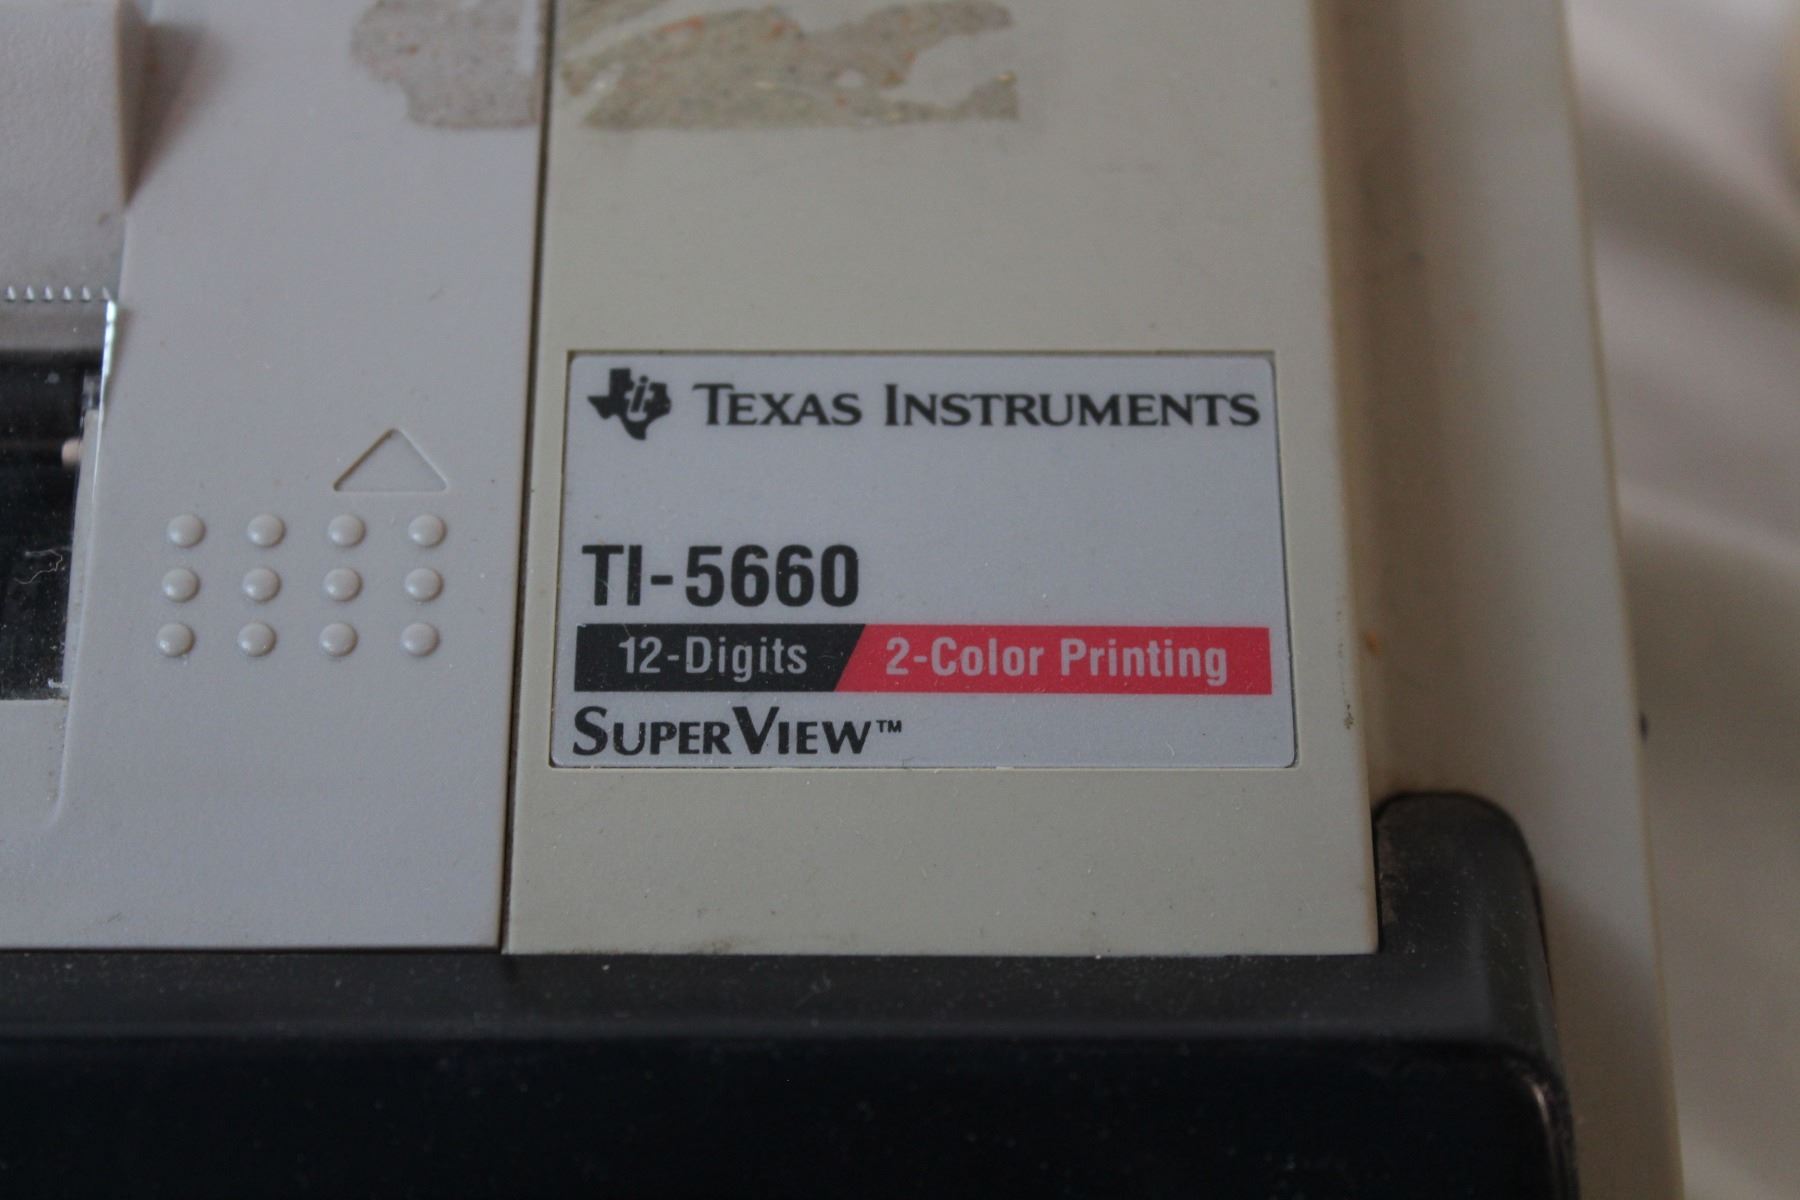 TEXAS INSTRUMENTS
TI-5660
12-Digits 2-Color Printing
SUPERVIEW™